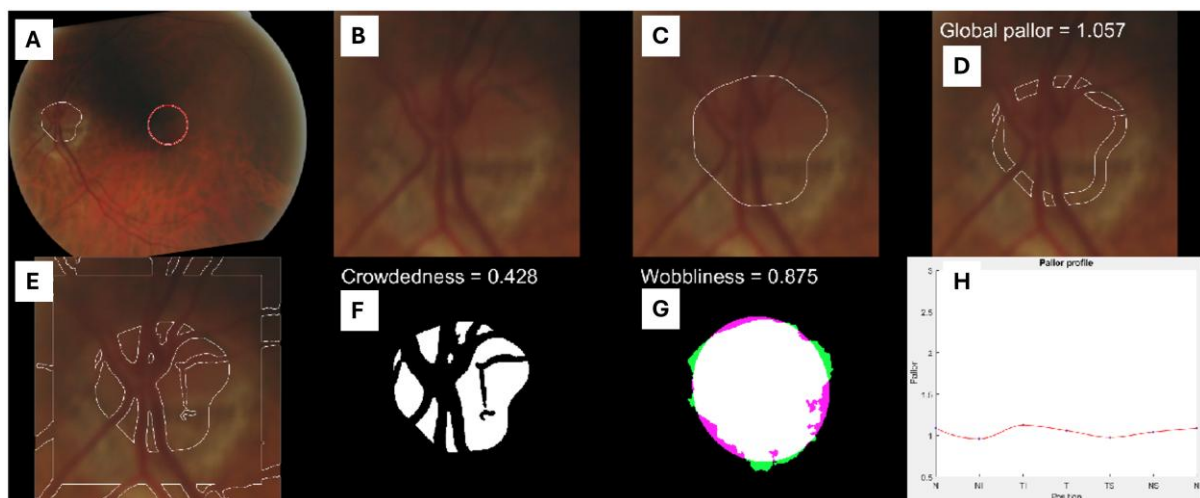 A
B
C
Global pallor = 1.057
D
E
Crowdedness = 0.428
F
Wobbliness = 0.875
G
H
Pallor profile
3
2.5
2
1.5
1
0.5
Pallor
N
NI
TI
T
TS
NS
N
Position